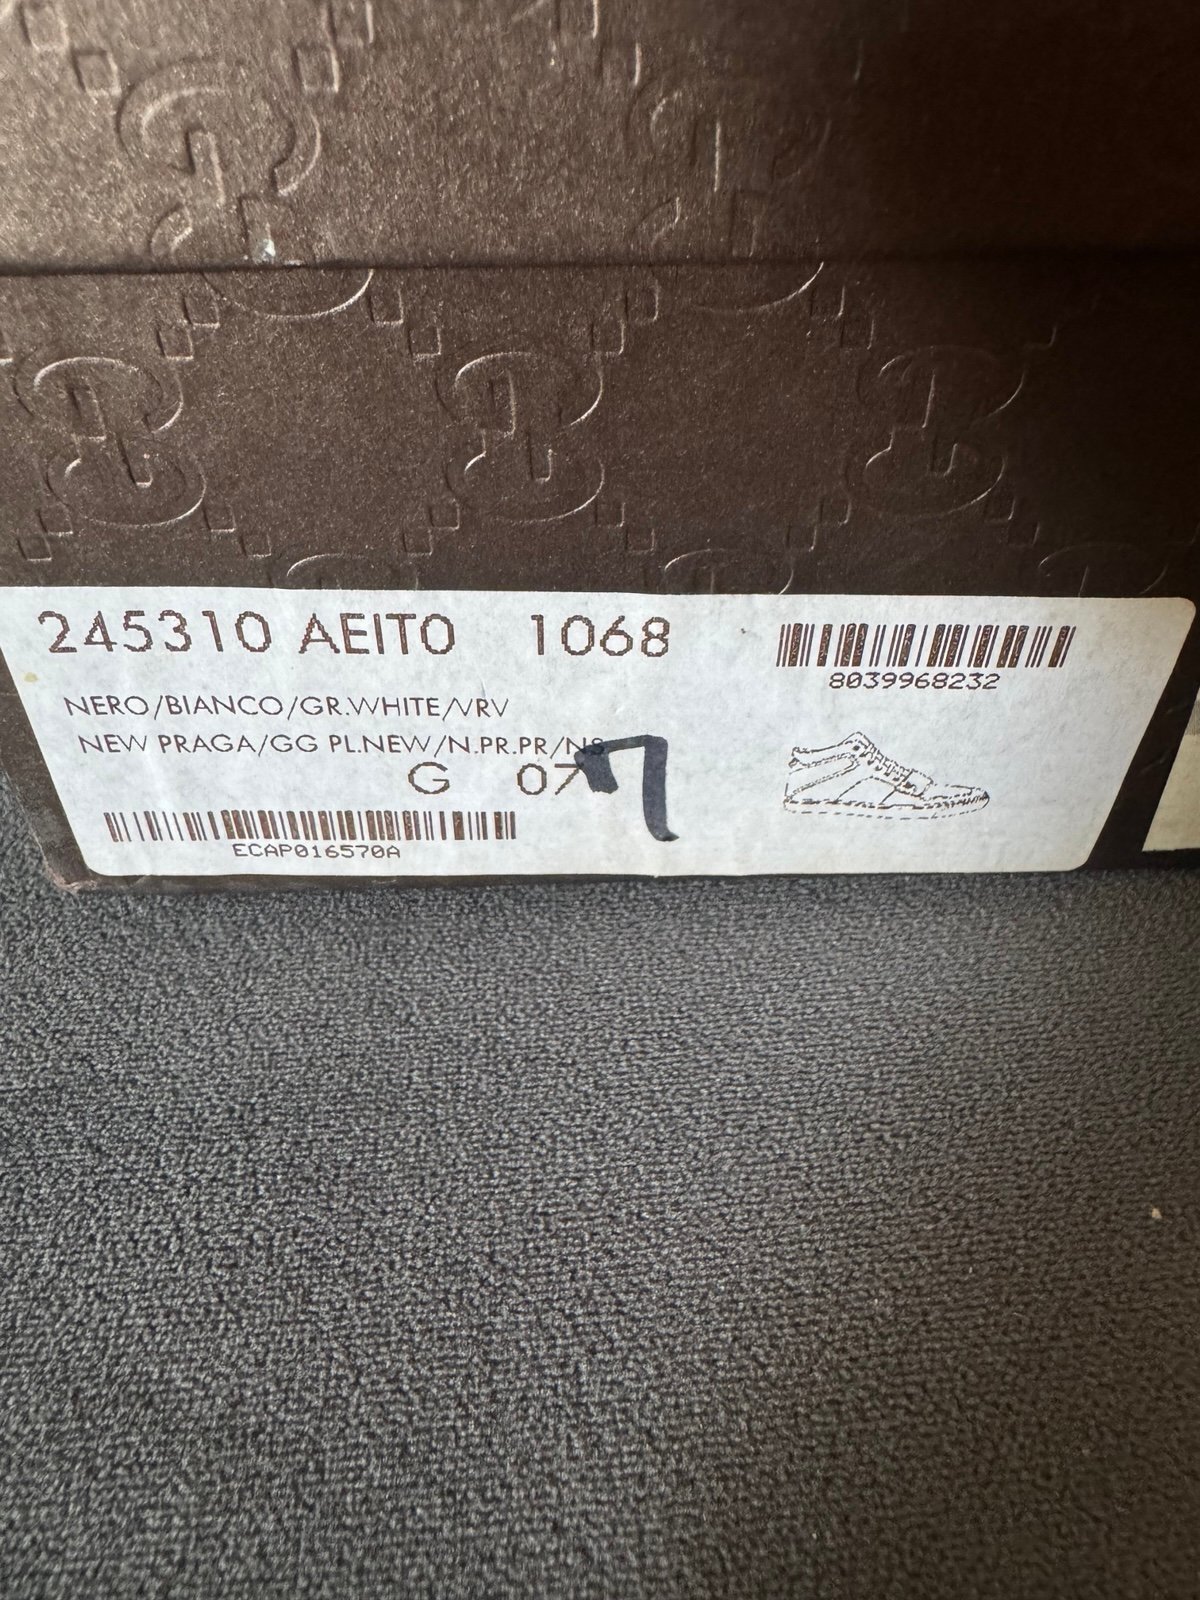 245310 AEIT0 1068
8039968232
NERO/BIANCO/GR.WHITE/VRV
NEW PRAGA/GG PL.NEW/N.PR.PR/NS
G 07
7
ECAP016570A